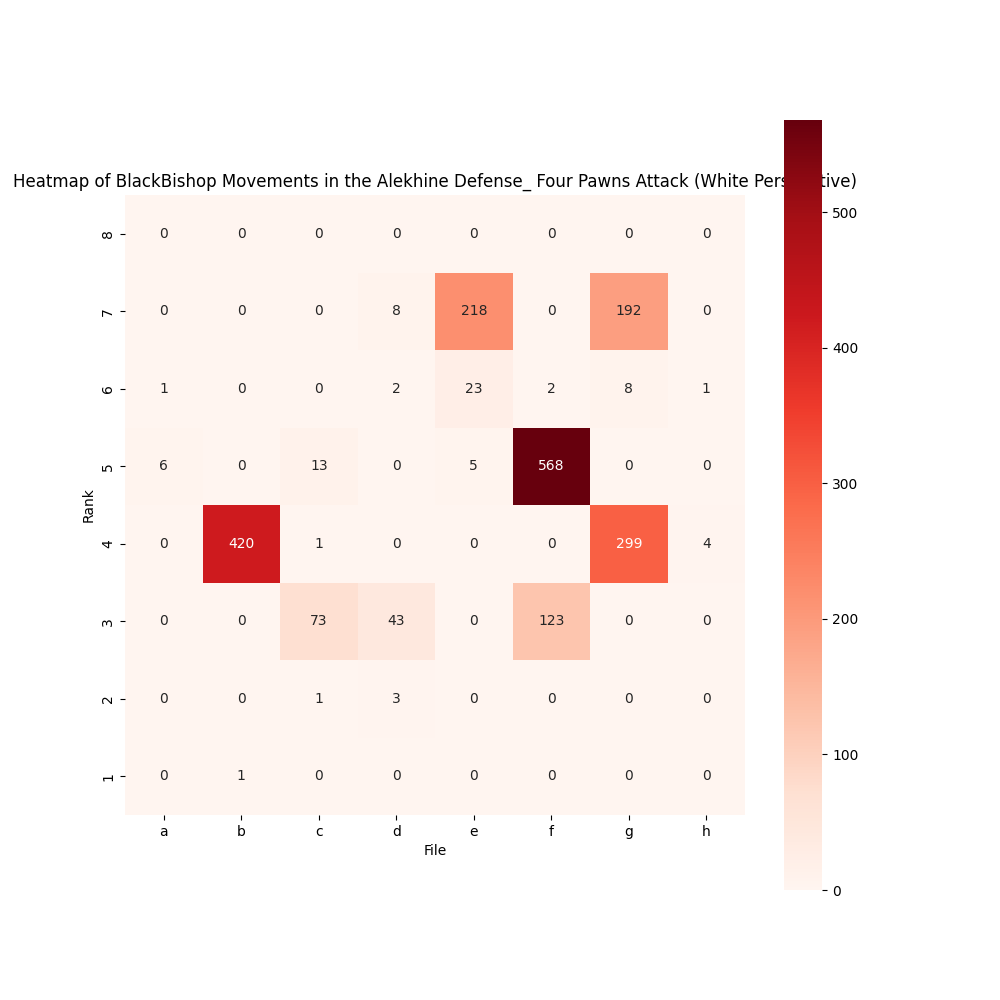 Heatmap of BlackBishop Movements in the Alekhine Defense_ Four Pawns Attack (White Perspective)
8 0 0 0 0 0 0 0 0
7 0 0 0 8 218 0 192 0
6 1 0 0 2 23 2 8 1
5 6 0 13 0 5 568 0 0
4 0 420 1 0 0 0 299 4
3 0 0 73 43 0 123 0 0
2 0 0 1 3 0 0 0 0
1 0 1 0 0 0 0 0 0
a b c d e f g h
File
Rank
500
400
300
200
100
0